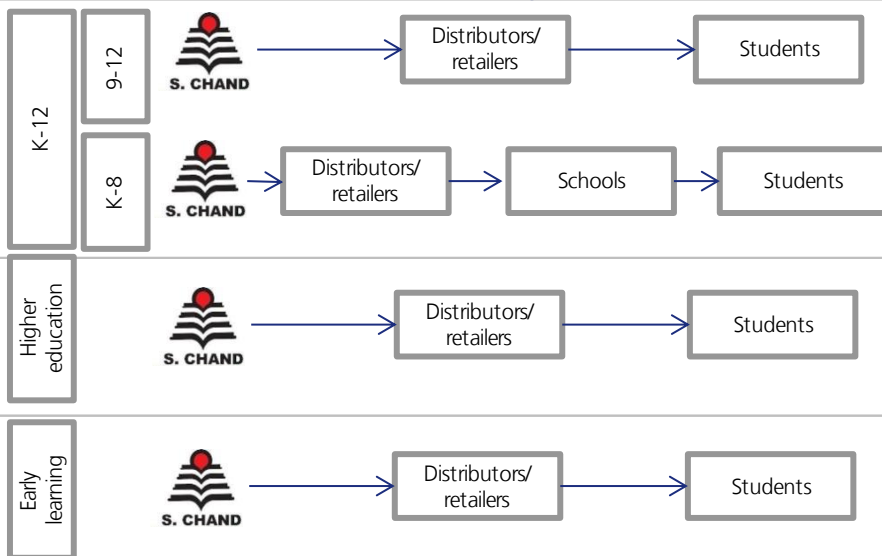 K-12
9-12
S. CHAND
Distributors/
retailers
Students
K-8
S. CHAND
Distributors/
retailers
Schools
Students
Higher
education
S. CHAND
Distributors/
retailers
Students
Early
learning
S. CHAND
Distributors/
retailers
Students